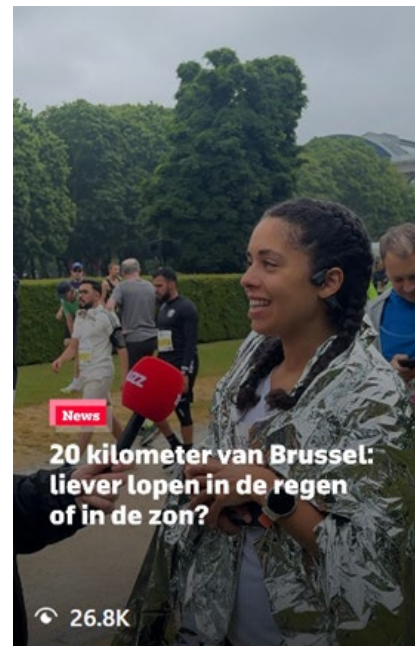 News
20 kilometer van Brussel:
liever lopen in de regen
of in de zon?
26.8K